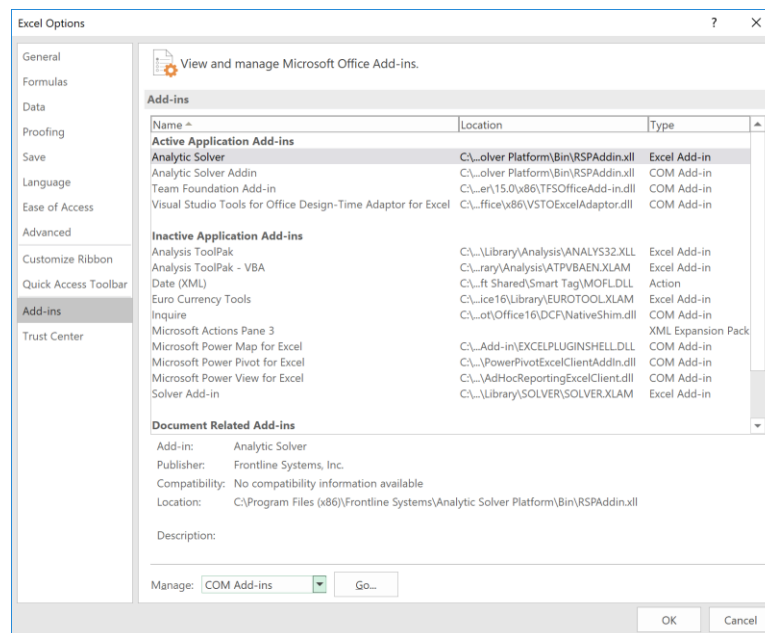 Excel Options ? ×
General
Formulas
Data
Proofing
Save
Language
Ease of Access
Advanced
Customize Ribbon
Quick Access Toolbar
Add-ins
Trust Center
View and manage Microsoft Office Add-ins.
Add-ins
Name Location Type
Active Application Add-ins
Analytic Solver C:\...olver Platform\Bin\RSPAddin.xll Excel Add-in
Analytic Solver Addin C:\...olver Platform\Bin\RSPAddin.xll COM Add-in
Team Foundation Add-in C:\...er\15.0\x86\TFSOfficeAdd-in.dll COM Add-in
Visual Studio Tools for Office Design-Time Adaptor for Excel C:\...ffice\x86\VSTOExcelAdaptor.dll COM Add-in
Inactive Application Add-ins
Analysis ToolPak C:\...\Library\Analysis\ANALYS32.XLL Excel Add-in
Analysis ToolPak - VBA C:\...rary\Analysis\ATPVBAEN.XLAM Excel Add-in
Date (XML) C:\...ft Shared\Smart Tag\MOFL.DLL Action
Euro Currency Tools C:\...ice16\Library\EUROTOOL.XLAM Excel Add-in
Inquire C:\...ot\Office16\DCF\NativeShim.dll COM Add-in
Microsoft Actions Pane 3 XML Expansion Pack
Microsoft Power Map for Excel C:\...Add-in\EXCELPLUGINSHELL.DLL COM Add-in
Microsoft Power Pivot for Excel C:\...\PowerPivotExcelClientAddIn.dll COM Add-in
Microsoft Power View for Excel C:\...\AdHocReportingExcelClient.dll COM Add-in
Solver Add-in C:\...\Library\SOLVER\SOLVER.XLAM Excel Add-in
Document Related Add-ins
Add-in: Analytic Solver
Publisher: Frontline Systems, Inc.
Compatibility: No compatibility information available
Location: C:\Program Files (x86)\Frontline Systems\Analytic Solver Platform\Bin\RSPAddin.xll
Description:
Manage: COM Add-ins Go...
OK Cancel